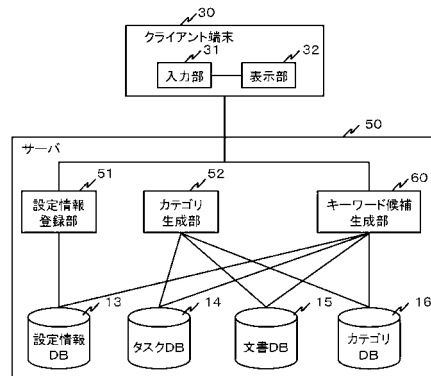 30
クライアント端末
31
32
入力部
表示部
50
サーバ
51
52
60
設定情報
登録部
カテゴリ
生成部
キーワード候補
生成部
13
14
15
16
設定情報
DB
タスクDB
文書DB
カテゴリ
DB